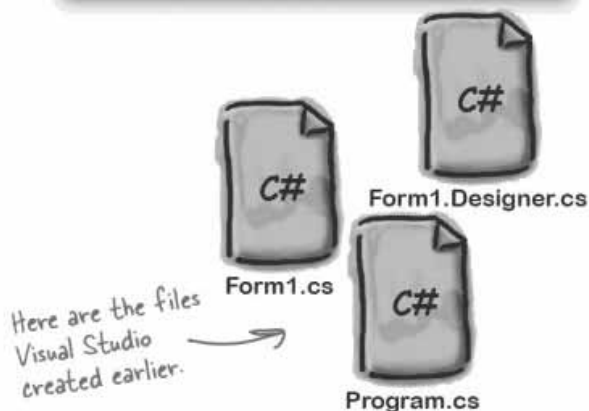 C#
Form1.Designer.cs
C#
Form1.cs
C#
Program.cs
Here are the files
Visual Studio
created earlier.